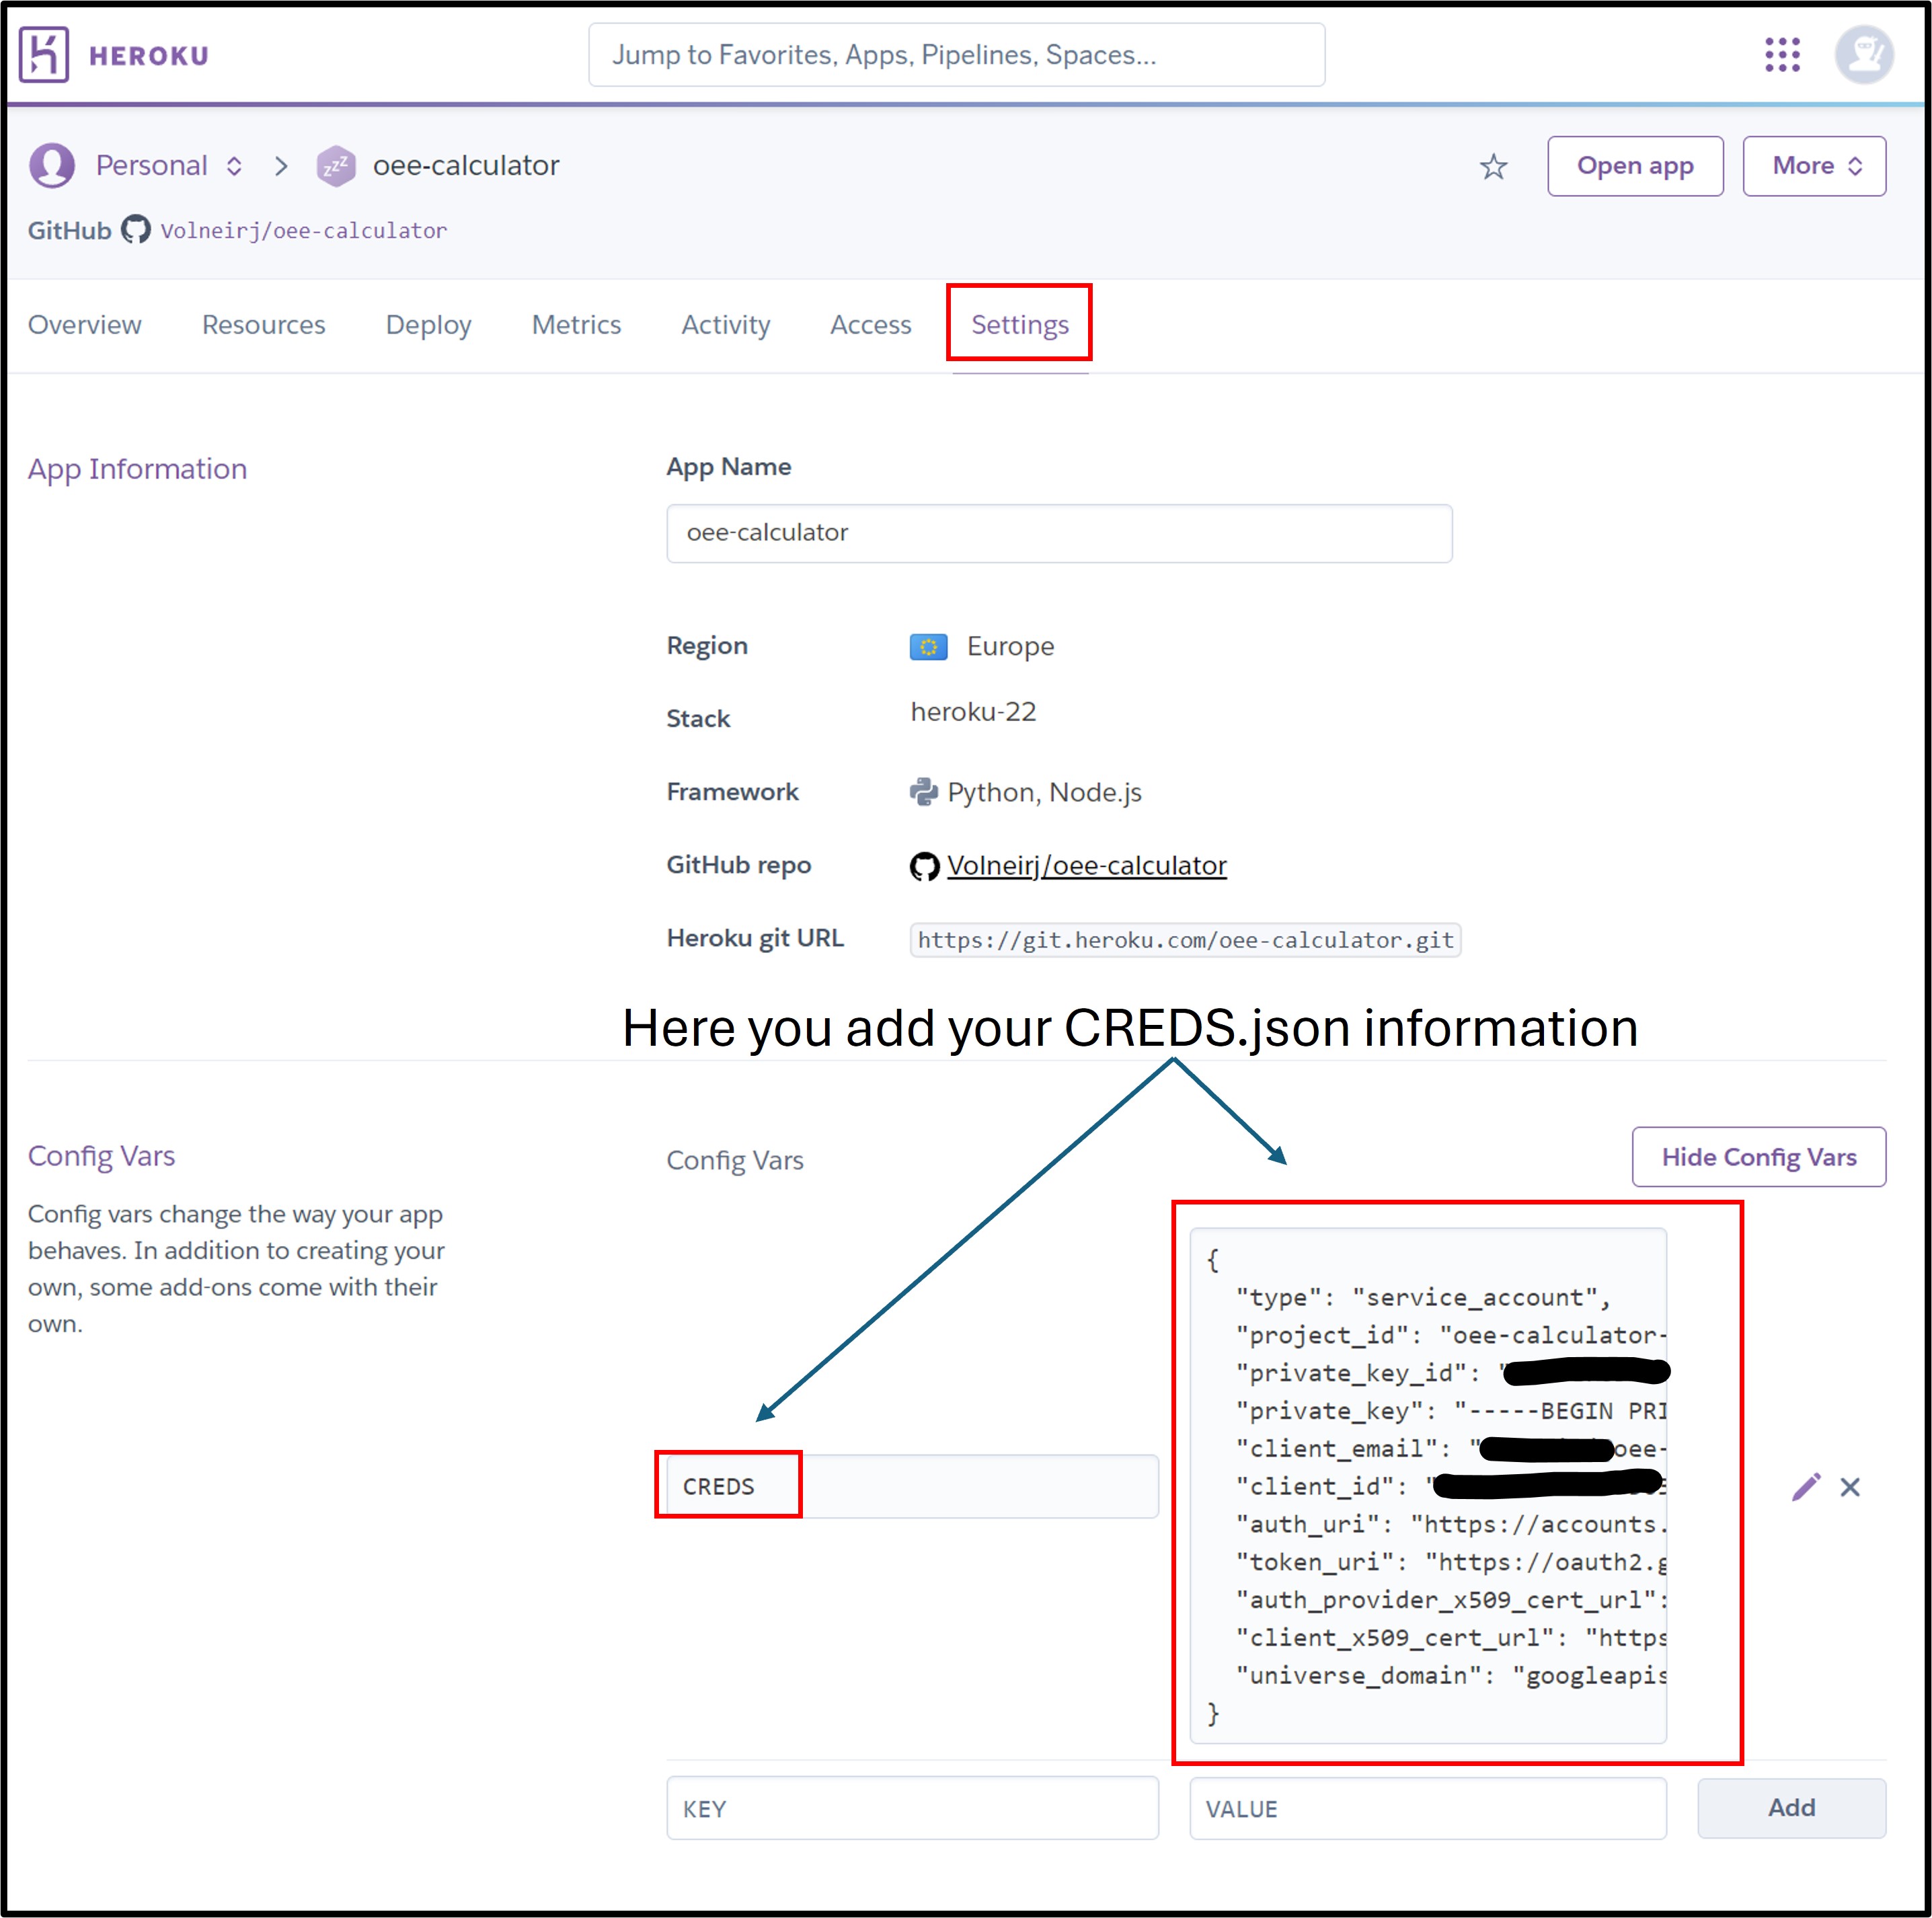 HEROKU
Jump to Favorites, Apps, Pipelines, Spaces...
Personal
oee-calculator
Open app
More
GitHub Volneirj/oee-calculator
Overview
Resources
Deploy
Metrics
Activity
Access
Settings
App Information
App Name
oee-calculator
Region
Europe
Stack
heroku-22
Framework
Python, Node.js
GitHub repo
Volneirj/oee-calculator
Heroku git URL
https://git.heroku.com/oee-calculator.git
Here you add your CREDS.json information
Config Vars
Config vars change the way your app
behaves. In addition to creating your
own, some add-ons come with their
own.
Config Vars
Hide Config Vars
CREDS
{
"type": "service_account",
"project_id": "oee-calculator-
"private_key_id": "
"private_key": "-----BEGIN PRI
"client_email": " oee-
"client_id": "
"auth_uri": "https://accounts.
"token_uri": "https://oauth2.g
"auth_provider_x509_cert_url":
"client_x509_cert_url": "https
"universe_domain": "googleapis
}
KEY
VALUE
Add